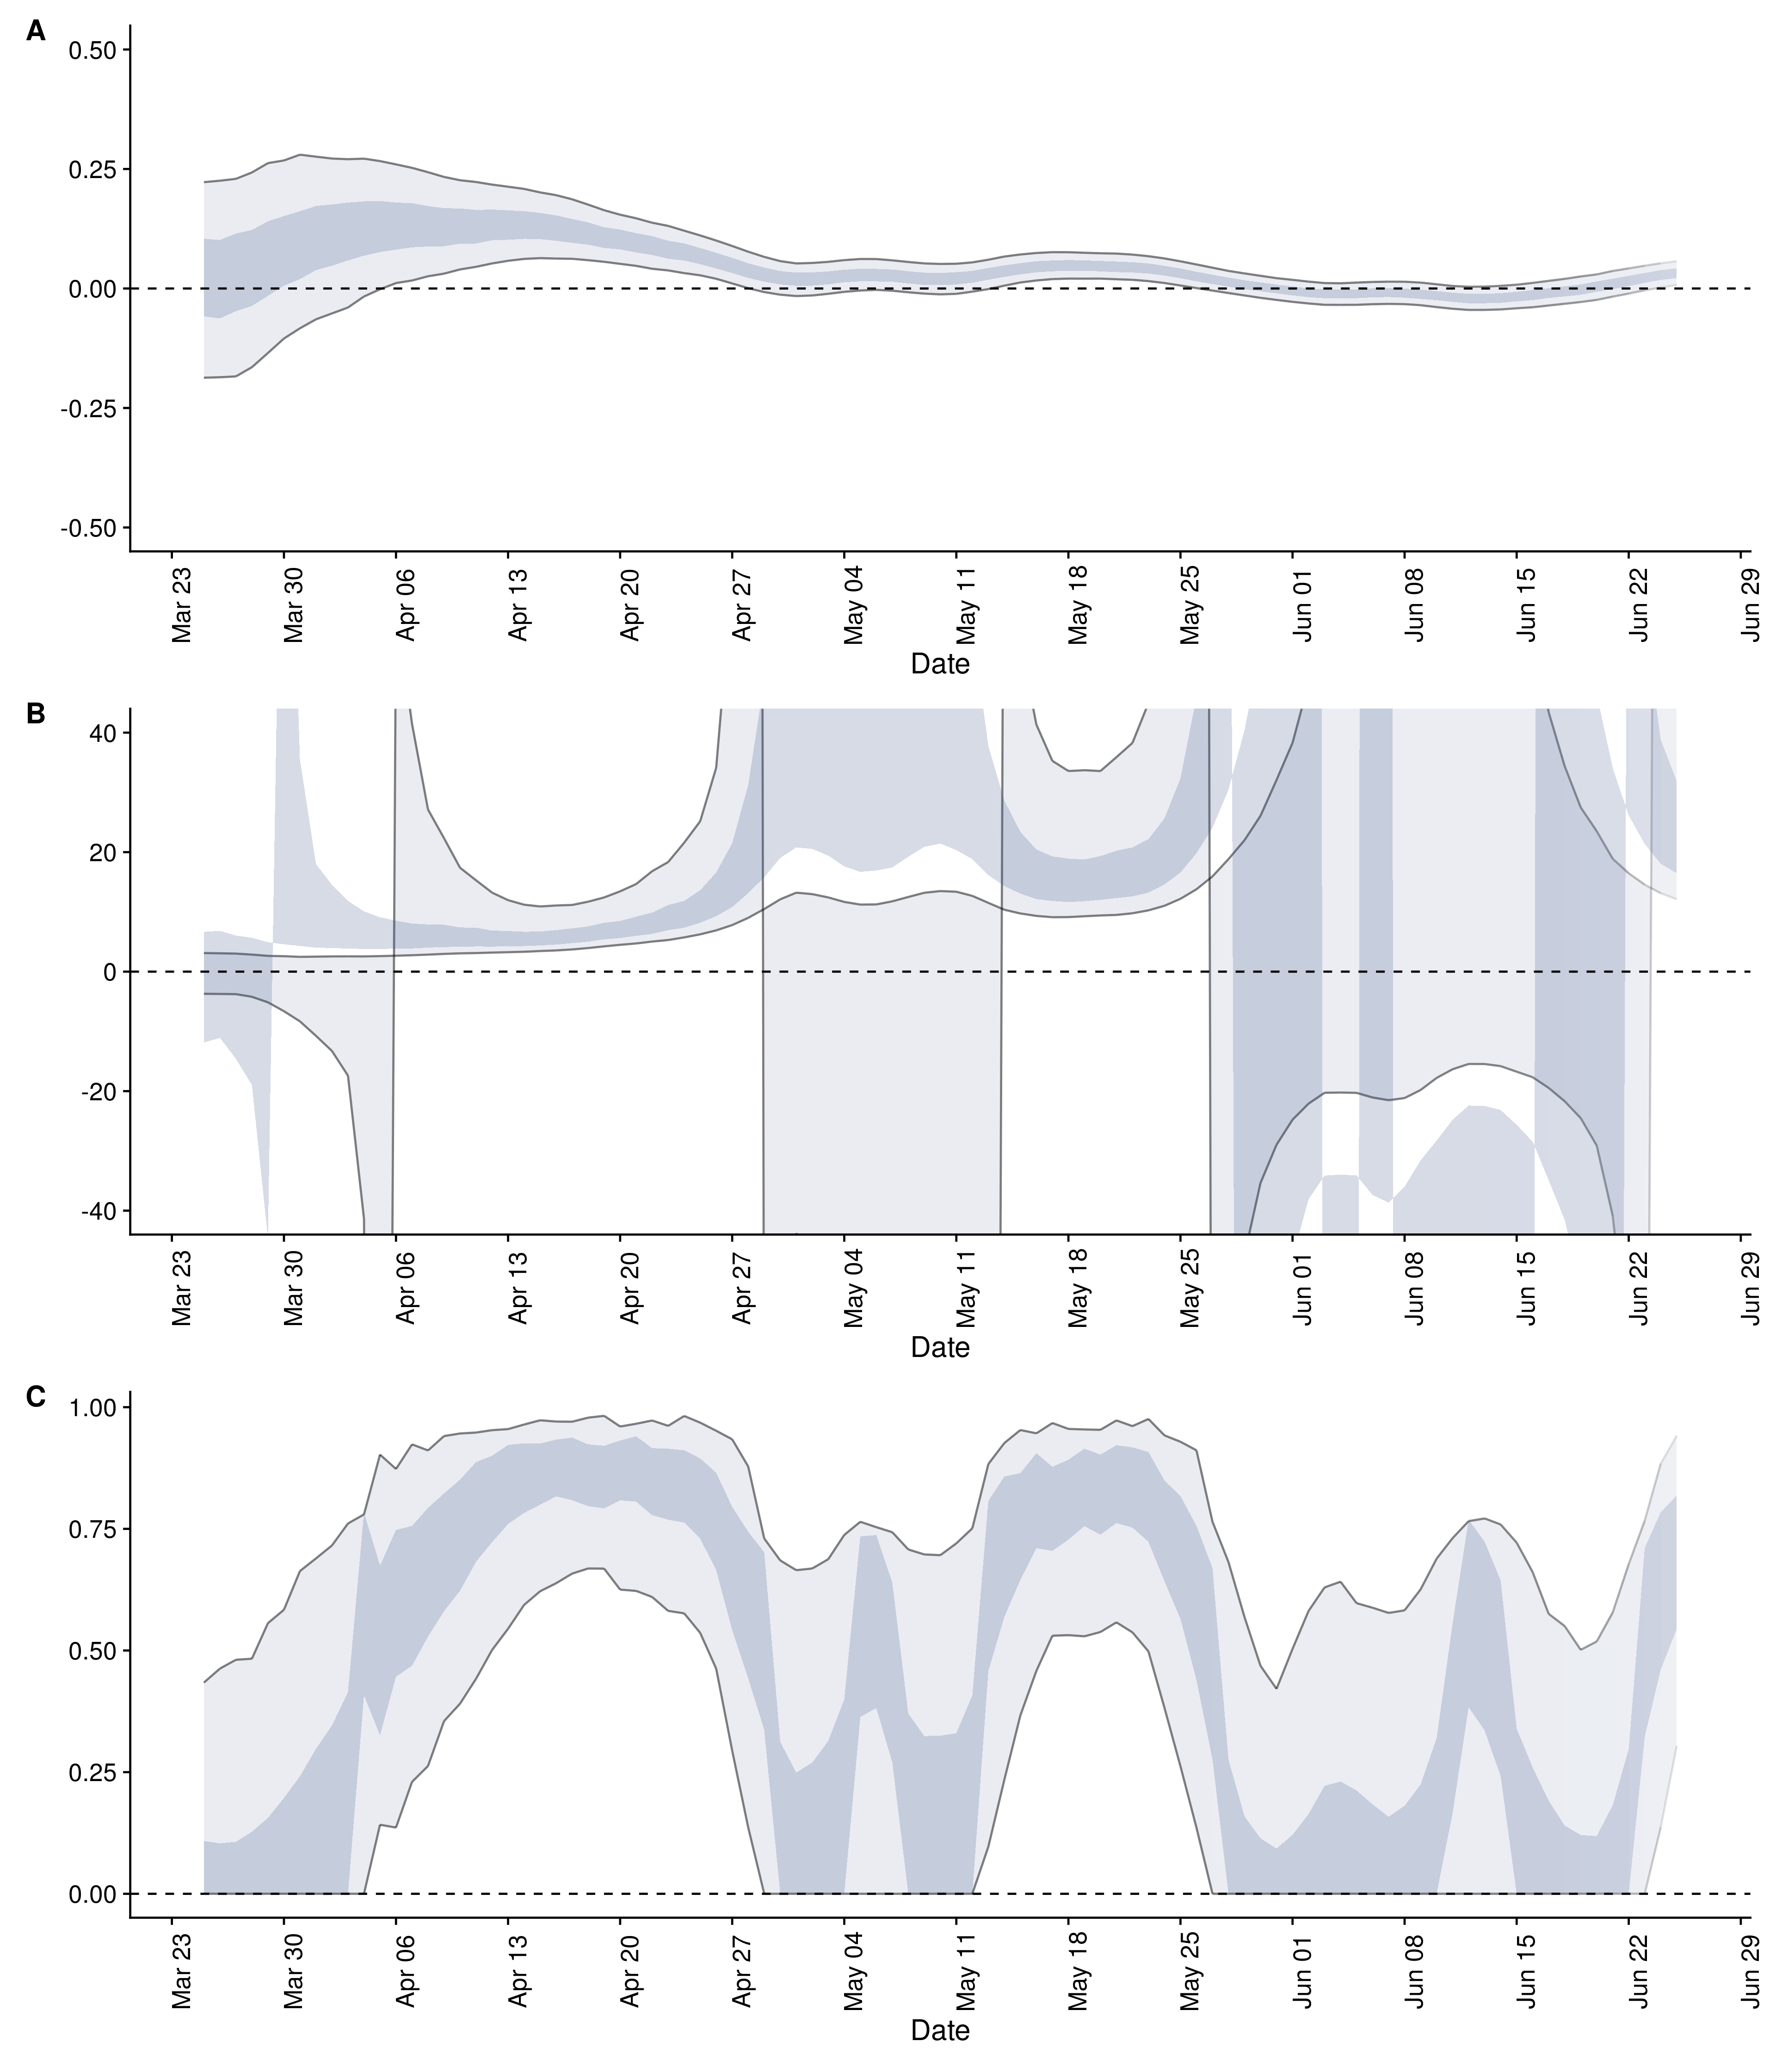 A
0.50
0.25
0.00
-0.25
-0.50
Mar 23
Mar 30
Apr 06
Apr 13
Apr 20
Apr 27
May 04
May 11
May 18
May 25
Jun 01
Jun 08
Jun 15
Jun 22
Jun 29
Date
B
40
20
0
-20
-40
Mar 23
Mar 30
Apr 06
Apr 13
Apr 20
Apr 27
May 04
May 11
May 18
May 25
Jun 01
Jun 08
Jun 15
Jun 22
Jun 29
Date
C
1.00
0.75
0.50
0.25
0.00
Mar 23
Mar 30
Apr 06
Apr 13
Apr 20
Apr 27
May 04
May 11
May 18
May 25
Jun 01
Jun 08
Jun 15
Jun 22
Jun 29
Date